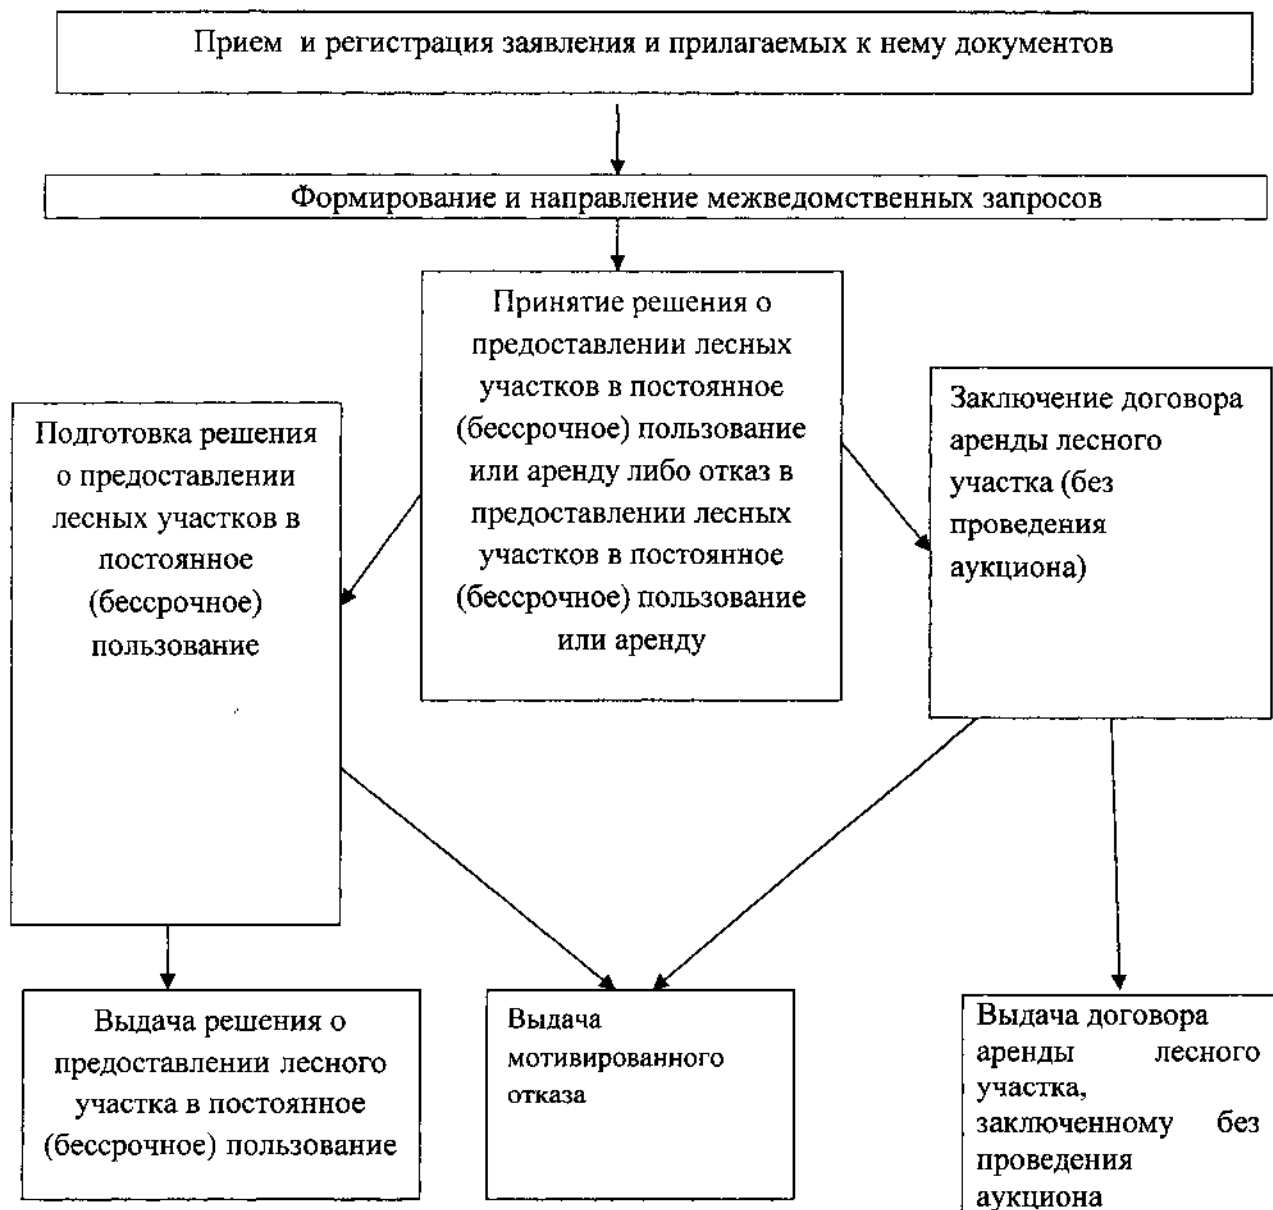 Прием и регистрация заявления и прилагаемых к нему документов
Формирование и направление межведомственных запросов
Принятие решения о
предоставлении лесных
участков в постоянное
(бессрочное) пользование
или аренду либо отказ в
предоставлении лесных
участков в постоянное
(бессрочное) пользование
или аренду
Подготовка решения
о предоставлении
лесных участков в
постоянное
(бессрочное)
пользование
Заключение договора
аренды лесного
участка (без
проведения
аукциона)
Выдача решения о
предоставлении лесного
участка в постоянное
(бессрочное) пользование
Выдача
мотивированного
отказа
Выдача договора
аренды лесного
участка,
заключенному без
проведения
аукциона